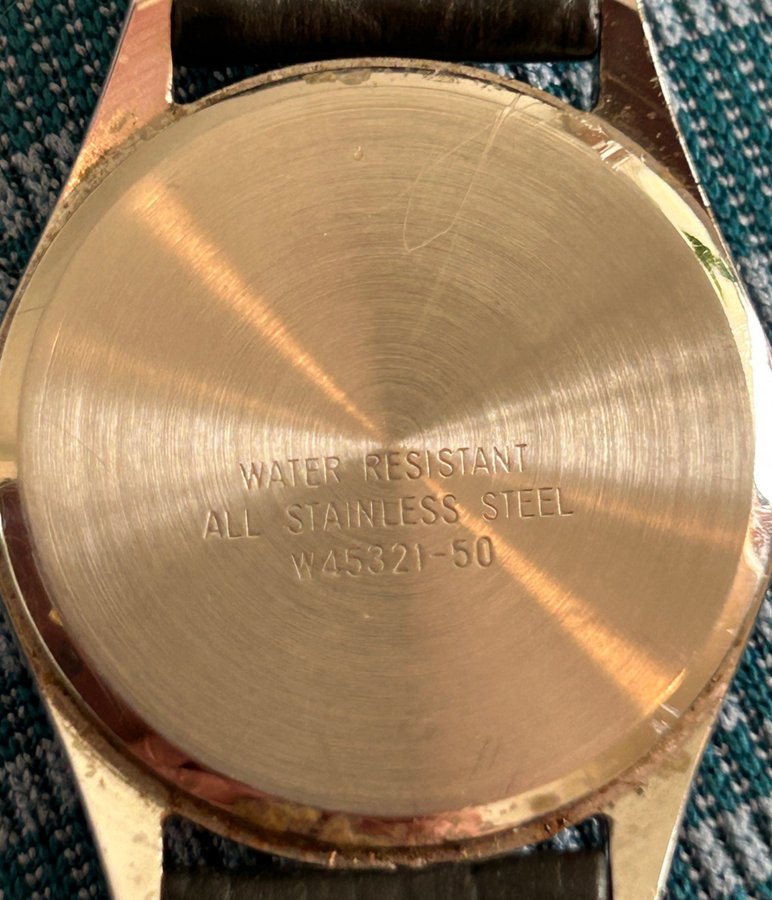 WATER RESISTANT
ALL STAINLESS STEEL
W45321-50